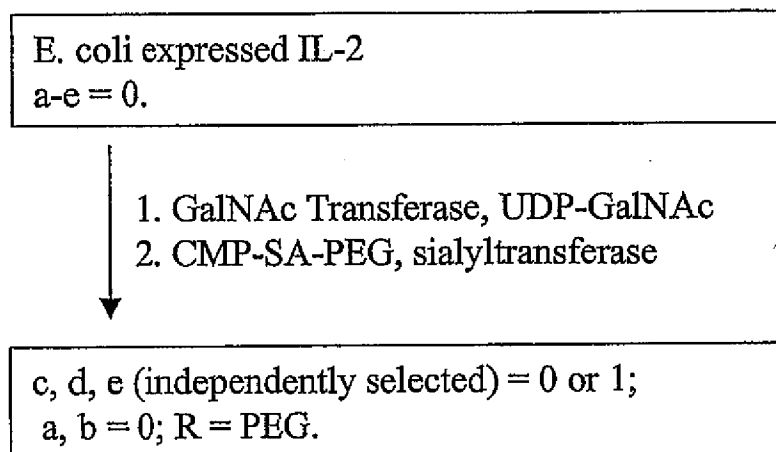 E. coli expressed IL-2
a-e = 0.
1. GalNAc Transferase, UDP-GalNAc
2. CMP-SA-PEG, sialyltransferase
c, d, e (independently selected) = 0 or 1;
a, b = 0; R = PEG.